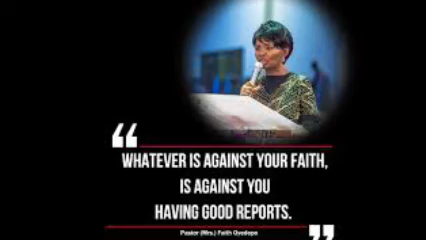 “
WHATEVER IS AGAINST YOUR FAITH,
IS AGAINST YOU
HAVING GOOD REPORTS.
Pastor (Mrs.) Faith Oyedepo
”